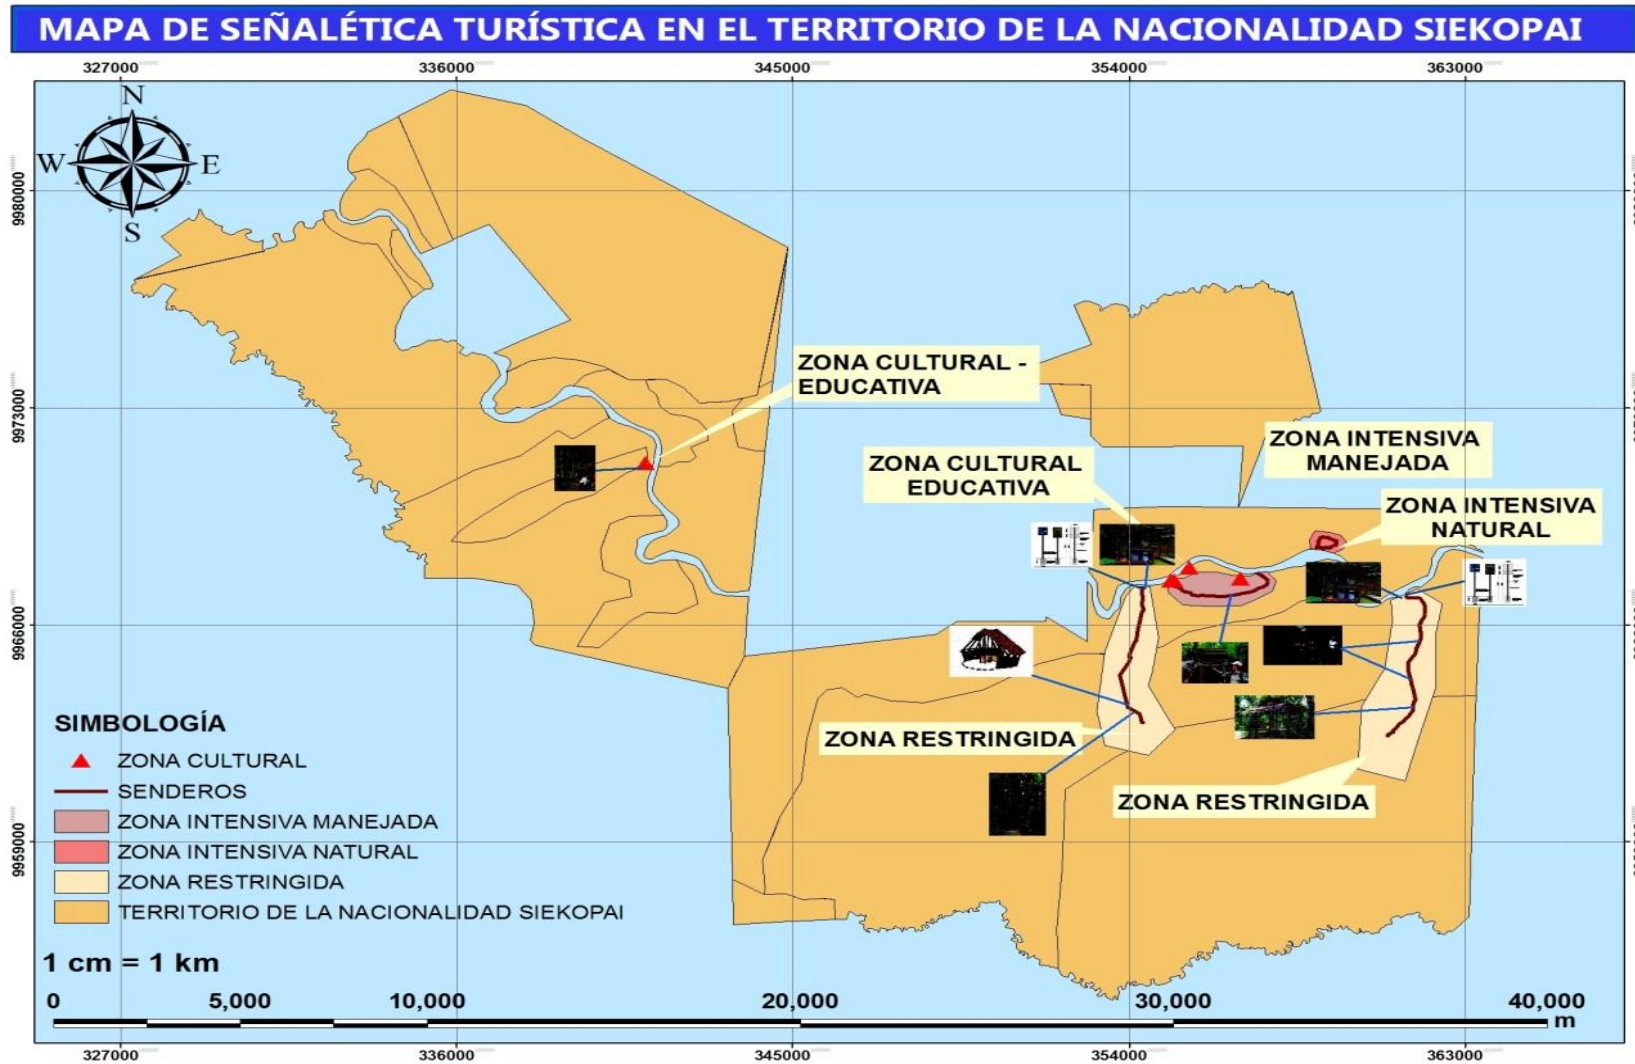 MAPA DE SEÑALÉTICA TURÍSTICA EN EL TERRITORIO DE LA NACIONALIDAD SIEKOPAI
327000 336000 345000 354000 363000
N
W E
S
9980000
9973000
9966000
9959000
ZONA CULTURAL -
EDUCATIVA
ZONA CULTURAL
EDUCATIVA
ZONA INTENSIVA
MANEJADA
ZONA INTENSIVA
NATURAL
ZONA RESTRINGIDA
ZONA RESTRINGIDA
SIMBOLOGÍA
ZONA CULTURAL
SENDEROS
ZONA INTENSIVA MANEJADA
ZONA INTENSIVA NATURAL
ZONA RESTRINGIDA
TERRITORIO DE LA NACIONALIDAD SIEKOPAI
1 cm = 1 km
0 5,000 10,000 20,000 30,000 40,000
m
327000 336000 345000 354000 363000